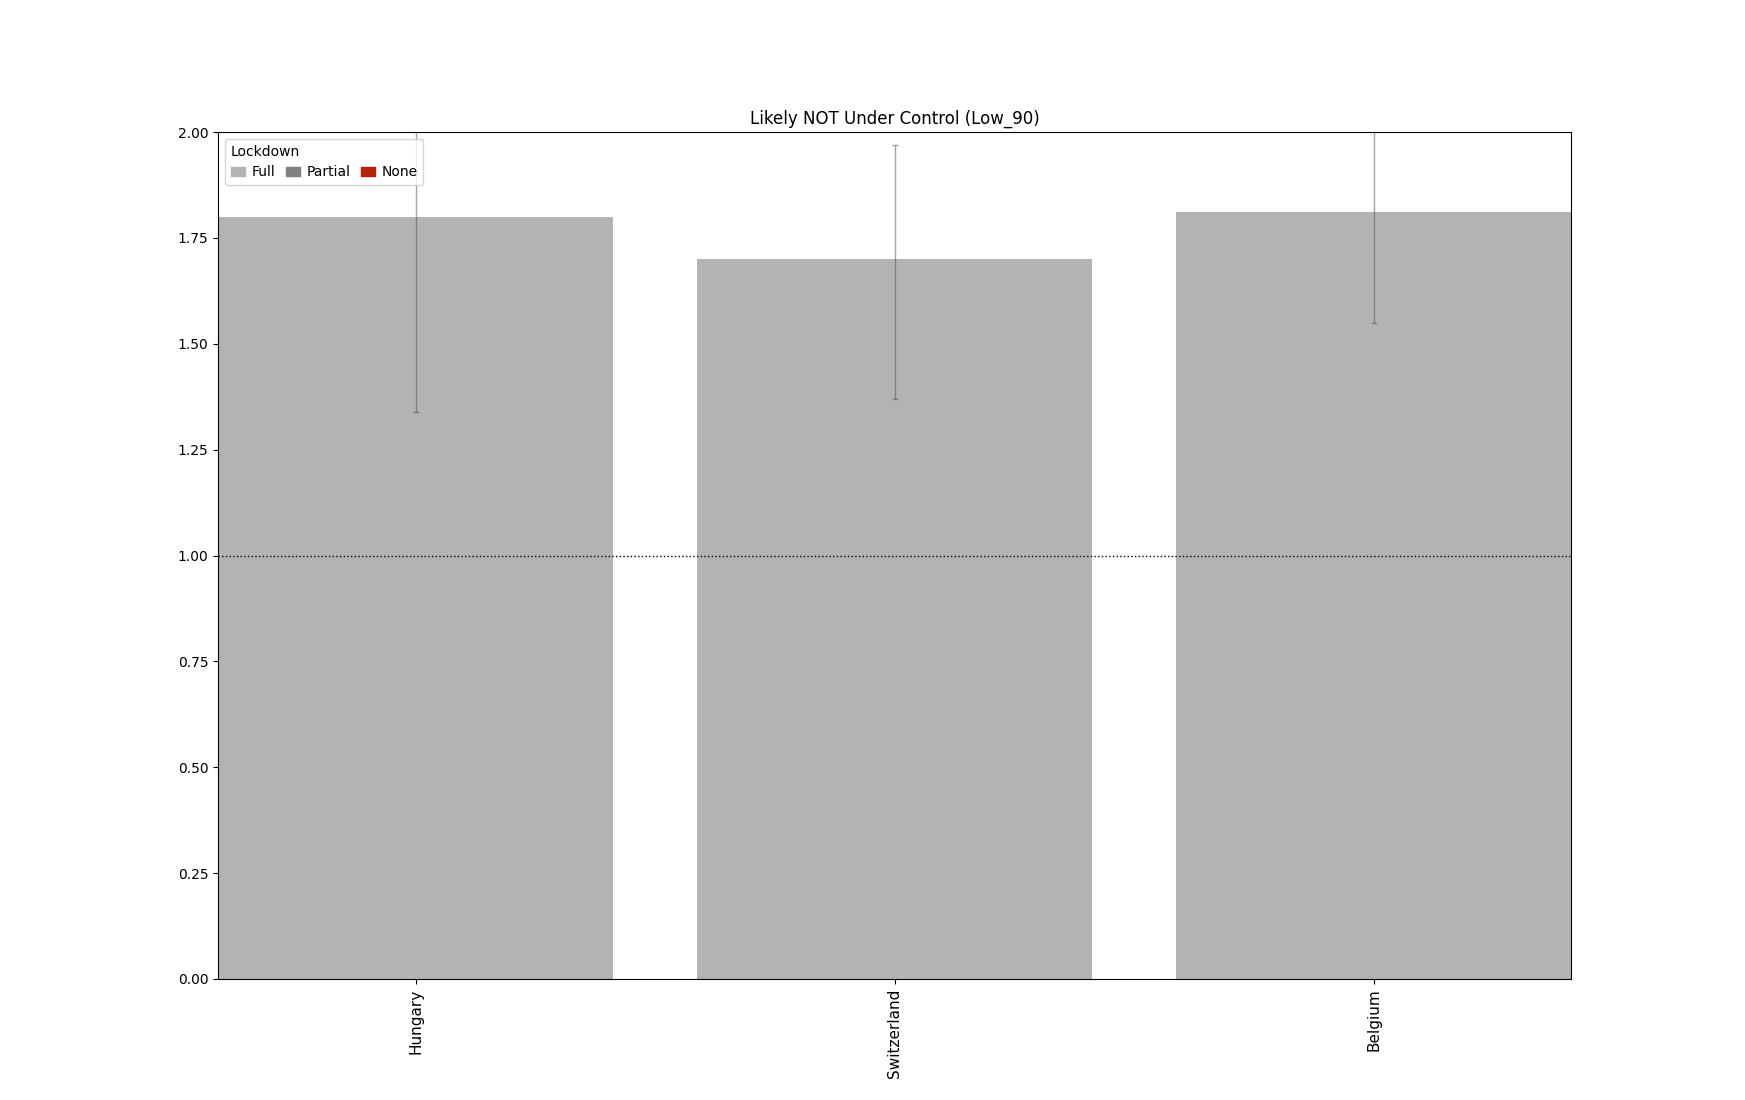 Likely NOT Under Control (Low_90)
Lockdown
Full Partial None
2.00
1.75
1.50
1.25
1.00
0.75
0.50
0.25
0.00
Hungary
Switzerland
Belgium